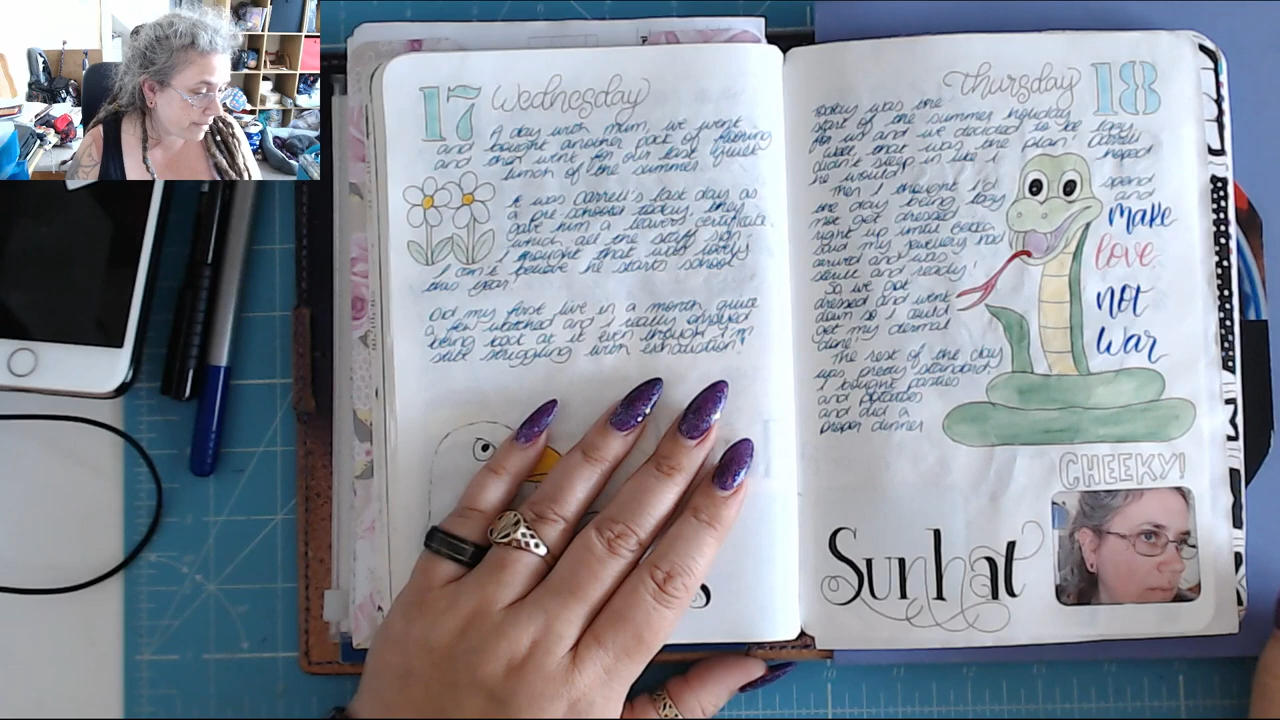 17 Wednesday
A day with mum, we went
and bought another pack of flooring
and then went for our last quick
lunch of the summer.
It was Darrell's last day as
a pre schooler today, they
gave him a leavers certificate
which all the staff sign
I thought that was lovely
I can't believe he starts school
this year!
Did my first live in a month, quite
a few watched and I really enjoyed
being back at it even though I'm
still struggling with exhaustion!
s
Thursday 18
Today was the
start of the summer holiday
for us and we decided to be lazy
well that was the plan! Darrell
didn't sleep in like I hoped
he would!
Then I thought I'd spend
the day being lazy and
not get dressed
right up until
said my jewellery had
arrived and was
sterile and ready!
So we got
dressed and went
down so I could
get my dermal
done!
The rest of the day
was pretty standard,
I bought patties
and potatoes
and did a
proper dinner
make
love
not
war
CHEEKY!
Sunhat